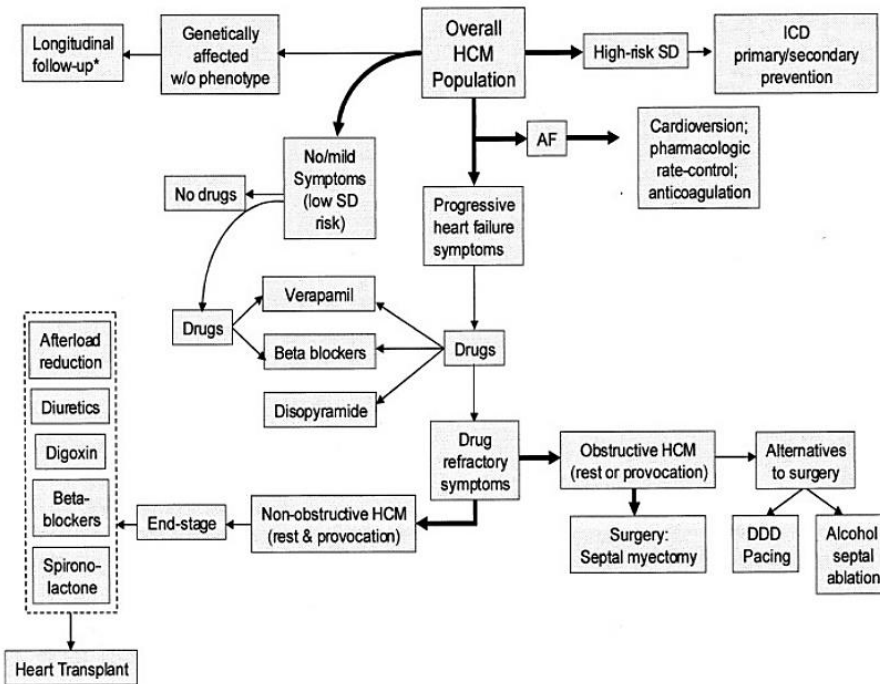 Overall
HCM
Population
Genetically
affected
w/o phenotype
Longitudinal
follow-up*
High-risk SD
ICD
primary/secondary
prevention
AF
Cardioversion;
pharmacologic
rate-control;
anticoagulation
No/mild
Symptoms
(low SD
risk)
No drugs
Progressive
heart failure
symptoms
Drugs
Verapamil
Beta blockers
Disopyramide
Drugs
Drug
refractory
symptoms
Obstructive HCM
(rest or provocation)
Alternatives
to surgery
Surgery:
Septal myectomy
DDD
Pacing
Alcohol
septal
ablation
Non-obstructive HCM
(rest & provocation)
End-stage
Afterload
reduction
Diuretics
Digoxin
Beta-
blockers
Spirono-
lactone
Heart Transplant